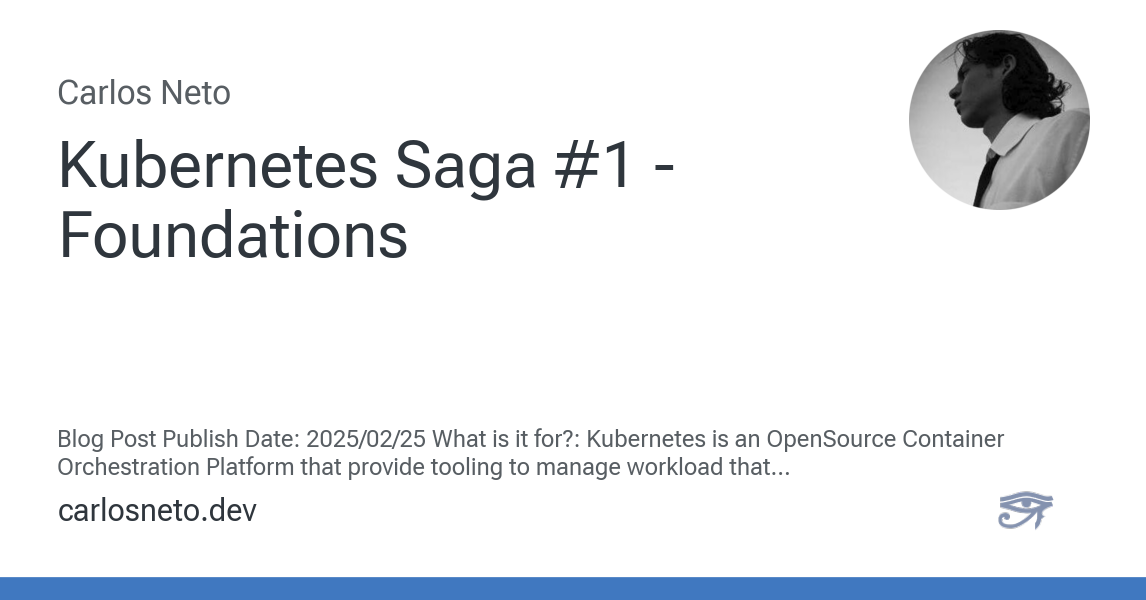 Carlos Neto
Kubernetes Saga #1 -
Foundations
Blog Post Publish Date: 2025/02/25 What is it for?: Kubernetes is an OpenSource Container
Orchestration Platform that provide tooling to manage workload that...
carlosneto.dev